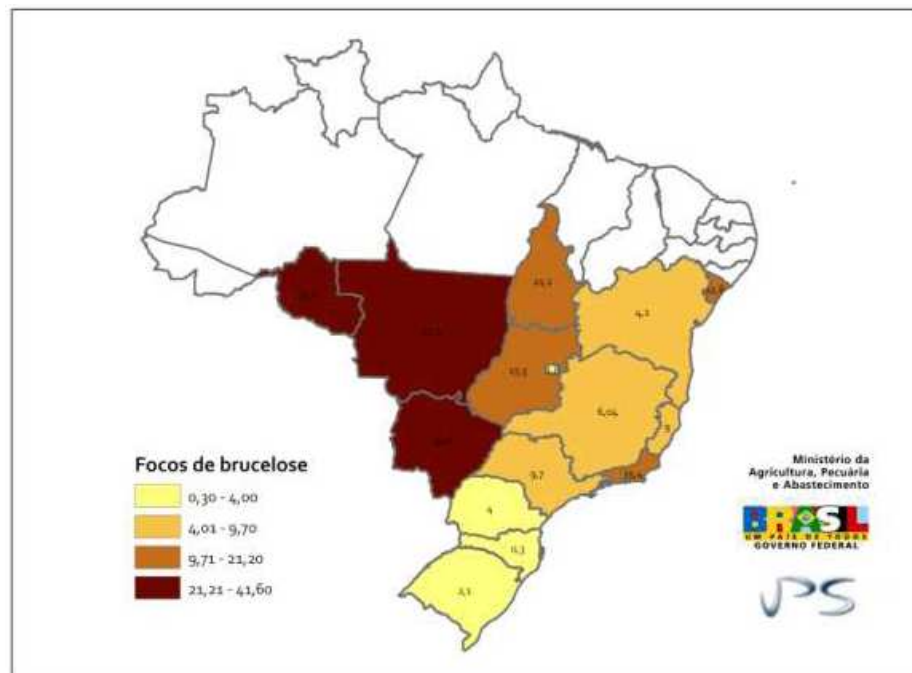 4,2
6,04
9
9,7
4
0,3
2,1
Focos de brucelose
0,30 - 4,00
4,01 - 9,70
9,71 - 21,20
21,21 - 41,60
Ministério da
Agricultura, Pecuária
e Abastecimento
BRASIL
UM PAÍS DE TODOS
GOVERNO FEDERAL